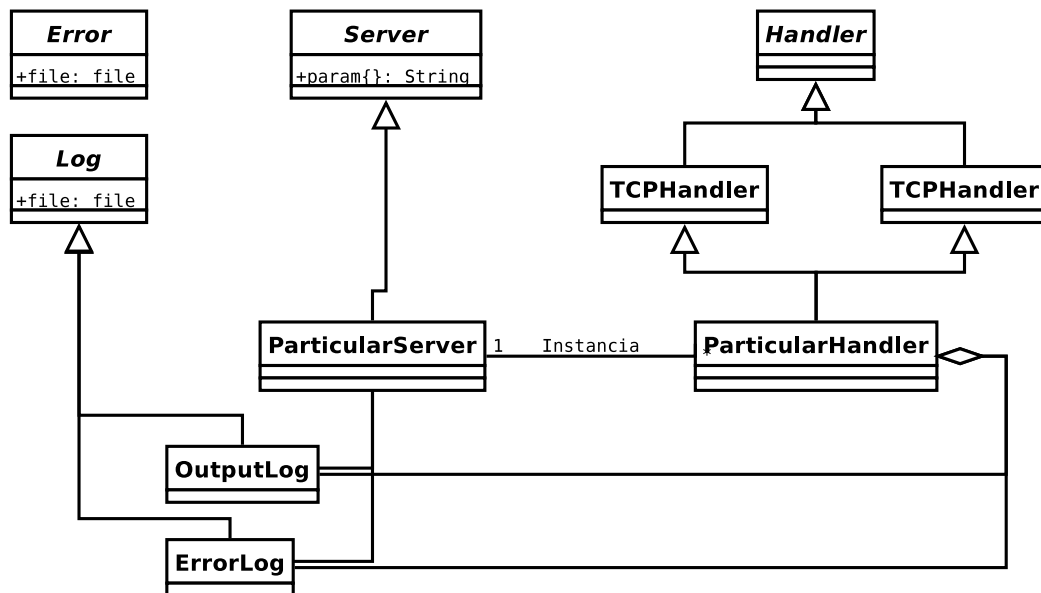 Error
+file: file
Server
+param{}: String
Handler
Log
+file: file
TCPHandler
TCPHandler
ParticularServer
1 Instancia *
ParticularHandler
OutputLog
ErrorLog